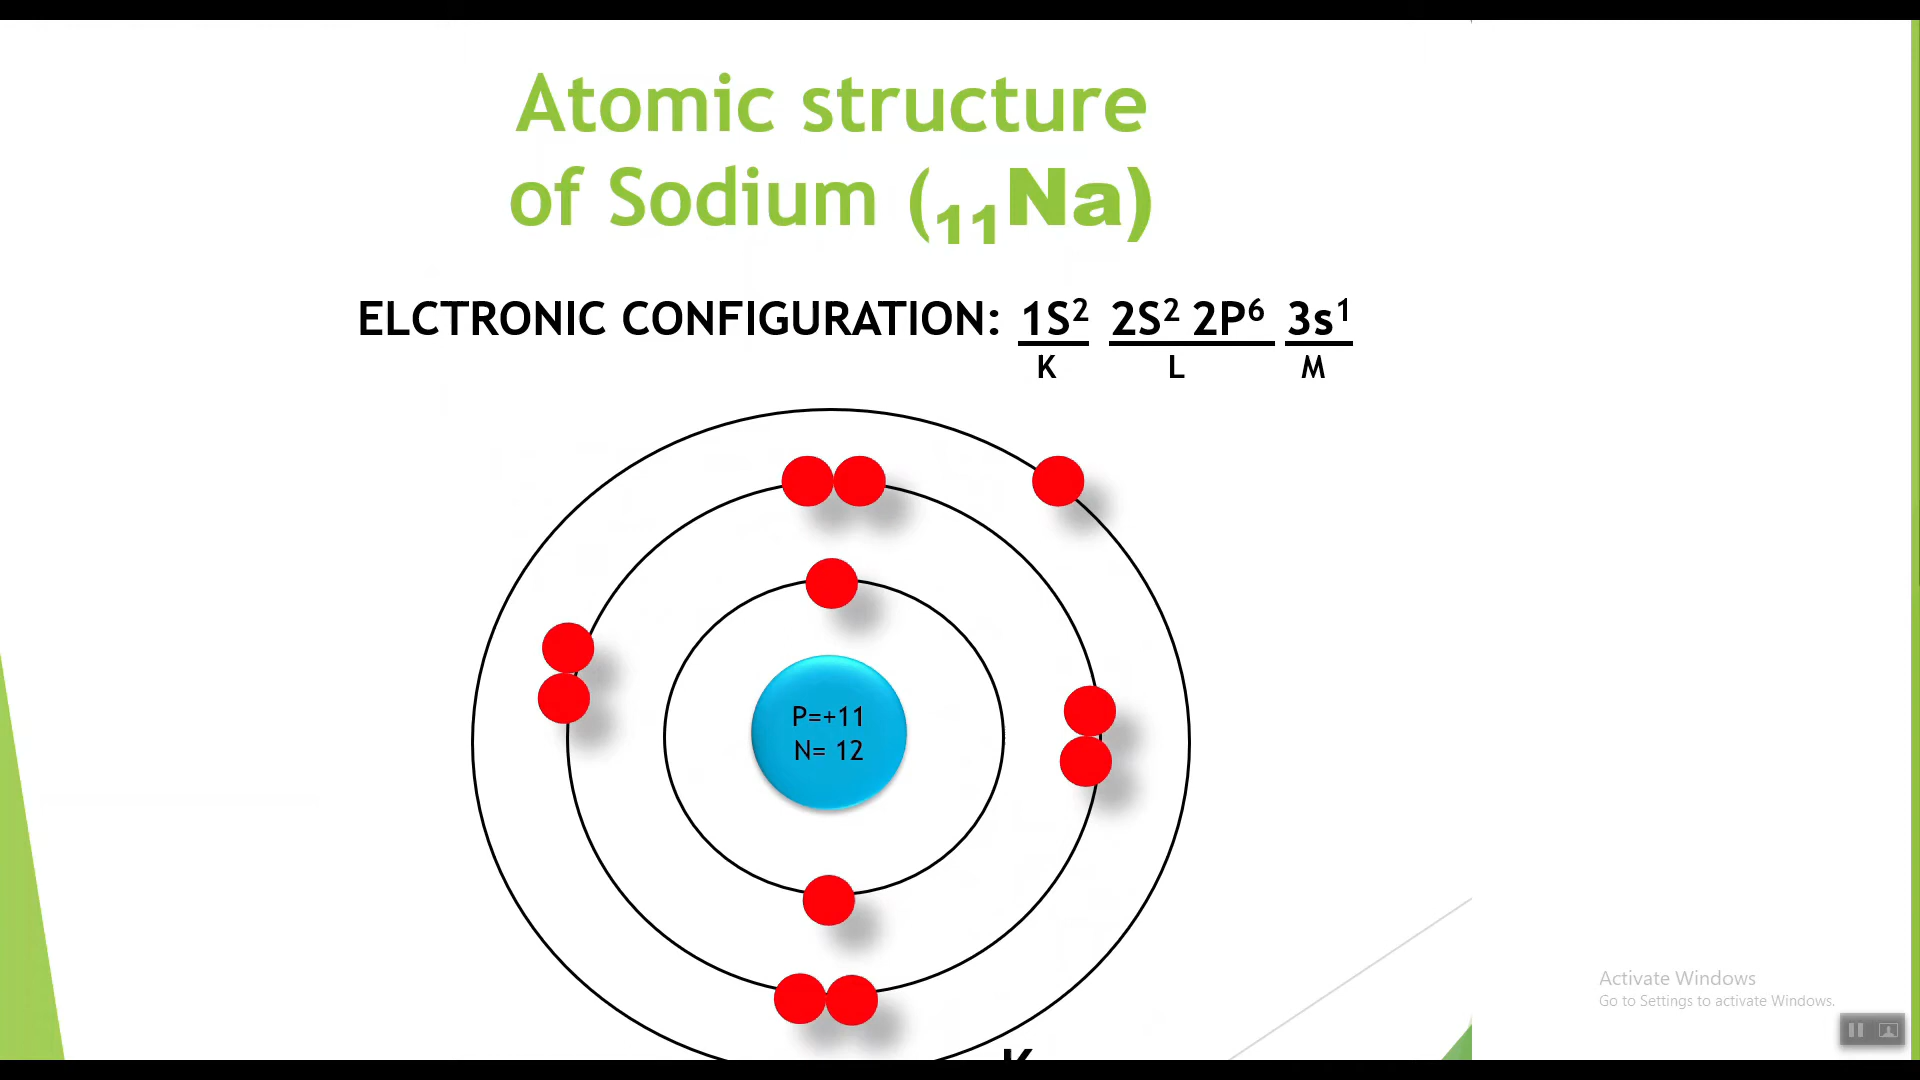 Atomic structure
of Sodium (₁₁Na)
ELCTRONIC CONFIGURATION: 1S² 2S² 2P⁶ 3s¹
K L M
P=+11
N= 12
K
Activate Windows
Go to Settings to activate Windows.